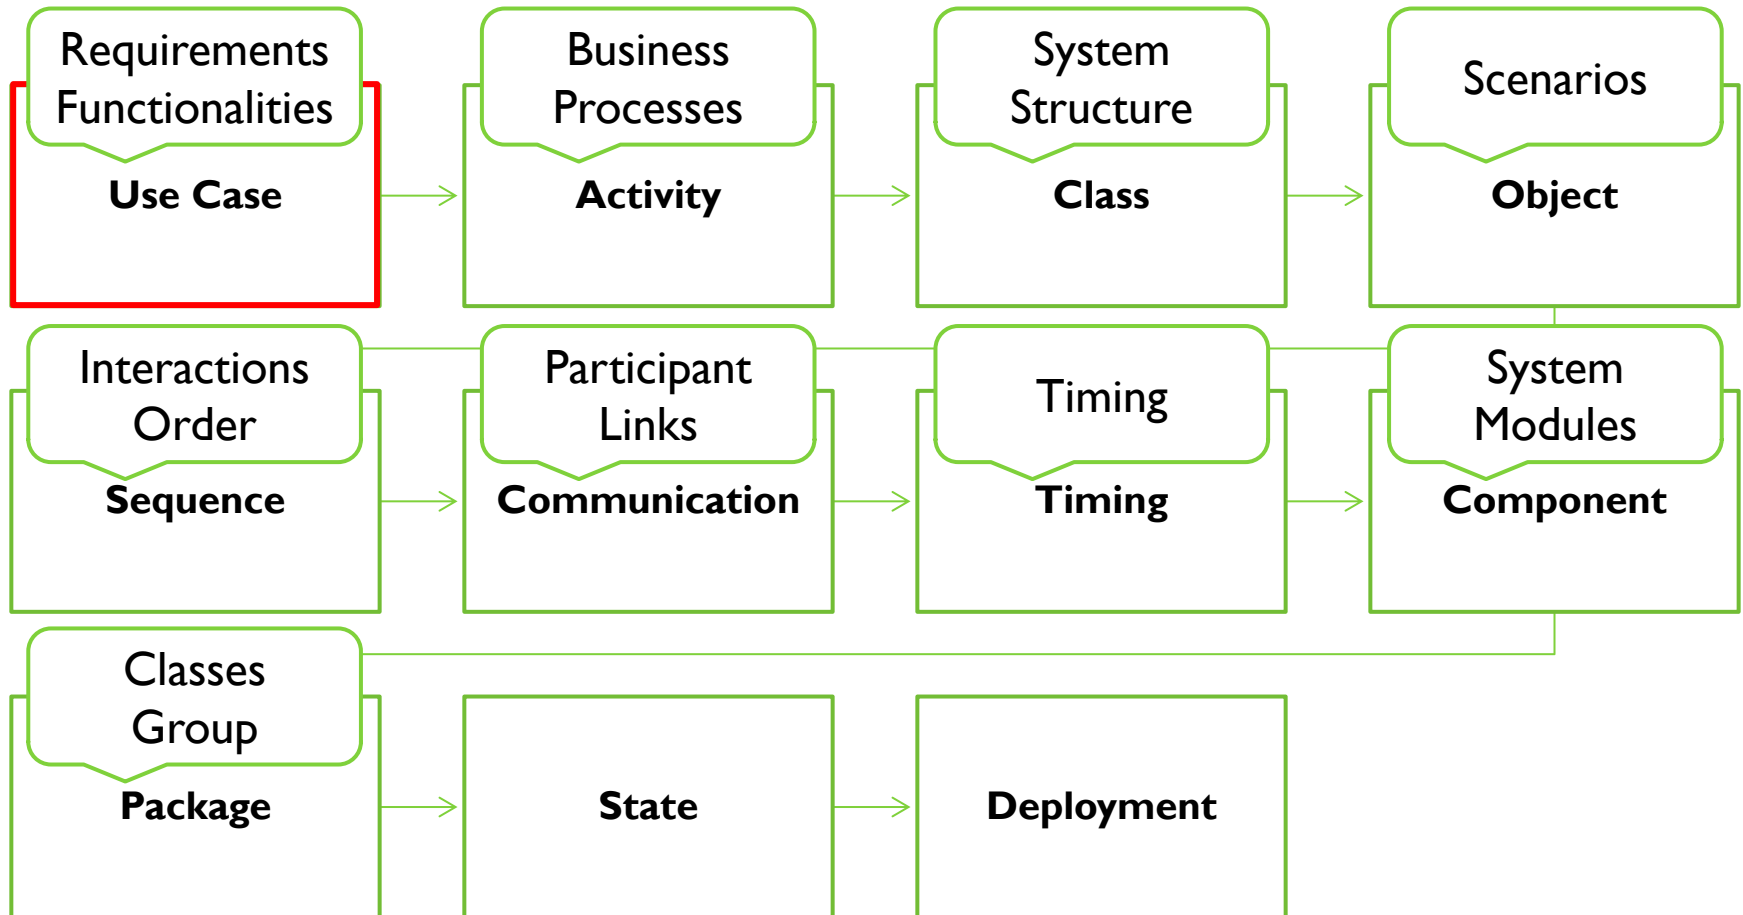 Requirements
Functionalities
Use Case
Business
Processes
Activity
System
Structure
Class
Scenarios
Object
Interactions
Order
Sequence
Participant
Links
Communication
Timing
Timing
System
Modules
Component
Classes
Group
Package
State
Deployment